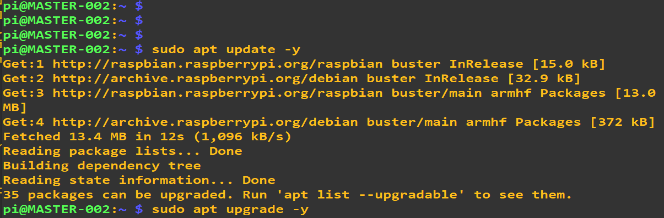 pi@MASTER-002:~ $
pi@MASTER-002:~ $
pi@MASTER-002:~ $
pi@MASTER-002:~ $ sudo apt update -y
Get:1 http://raspbian.raspberrypi.org/raspbian buster InRelease [15.0 kB]
Get:2 http://archive.raspberrypi.org/debian buster InRelease [32.9 kB]
Get:3 http://raspbian.raspberrypi.org/raspbian buster/main armhf Packages [13.0
MB]
Get:4 http://archive.raspberrypi.org/debian buster/main armhf Packages [372 kB]
Fetched 13.4 MB in 12s (1,096 kB/s)
Reading package lists... Done
Building dependency tree
Reading state information... Done
35 packages can be upgraded. Run 'apt list --upgradable' to see them.
pi@MASTER-002:~ $ sudo apt upgrade -y